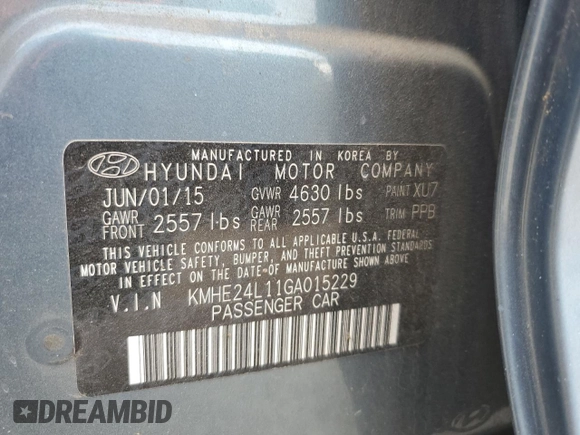 MANUFACTURED IN KOREA BY
HYUNDAI MOTOR COMPANY
JUN/01/15 GVWR 4630 lbs PAINT XU7
GAWR FRONT 2557 lbs GAWR REAR 2557 lbs TRIM PPB
THIS VEHICLE CONFORMS TO ALL APPLICABLE U.S.A. FEDERAL
MOTOR VEHICLE SAFETY, BUMPER, AND THEFT PREVENTION STANDARDS
IN EFFECT ON THE DATE OF MANUFACTURE SHOWN ABOVE.
V.I.N KMHE24L11GA015229
PASSENGER CAR
DREAMBID